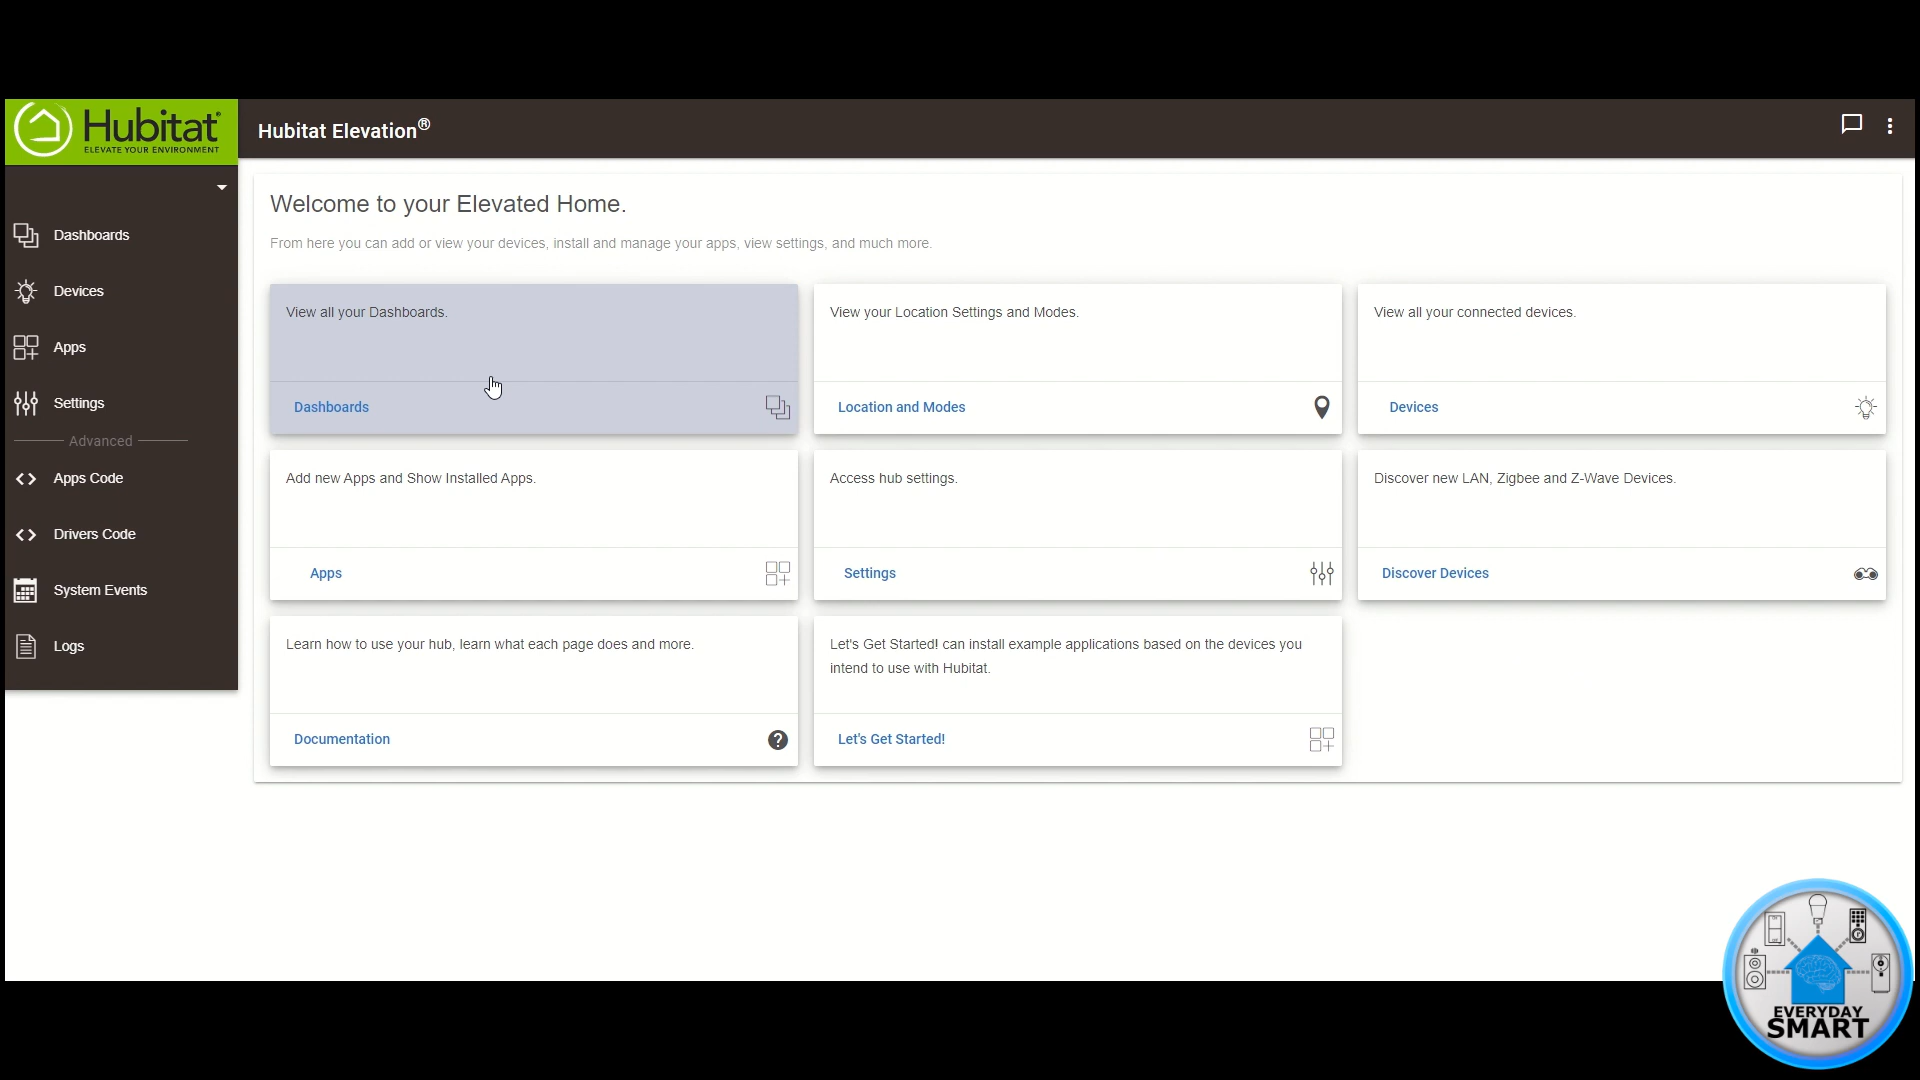 Hubitat®
ELEVATE YOUR ENVIRONMENT
Hubitat Elevation®
Dashboards
Devices
Apps
Settings
Advanced
Apps Code
Drivers Code
System Events
Logs
Welcome to your Elevated Home.
From here you can add or view your devices, install and manage your apps, view settings, and much more.
View all your Dashboards.
Dashboards
View your Location Settings and Modes.
Location and Modes
View all your connected devices.
Devices
Add new Apps and Show Installed Apps.
Apps
Access hub settings.
Settings
Discover new LAN, Zigbee and Z-Wave Devices.
Discover Devices
Learn how to use your hub, learn what each page does and more.
Documentation
Let's Get Started! can install example applications based on the devices you
intend to use with Hubitat.
Let's Get Started!
EVERYDAY
SMART